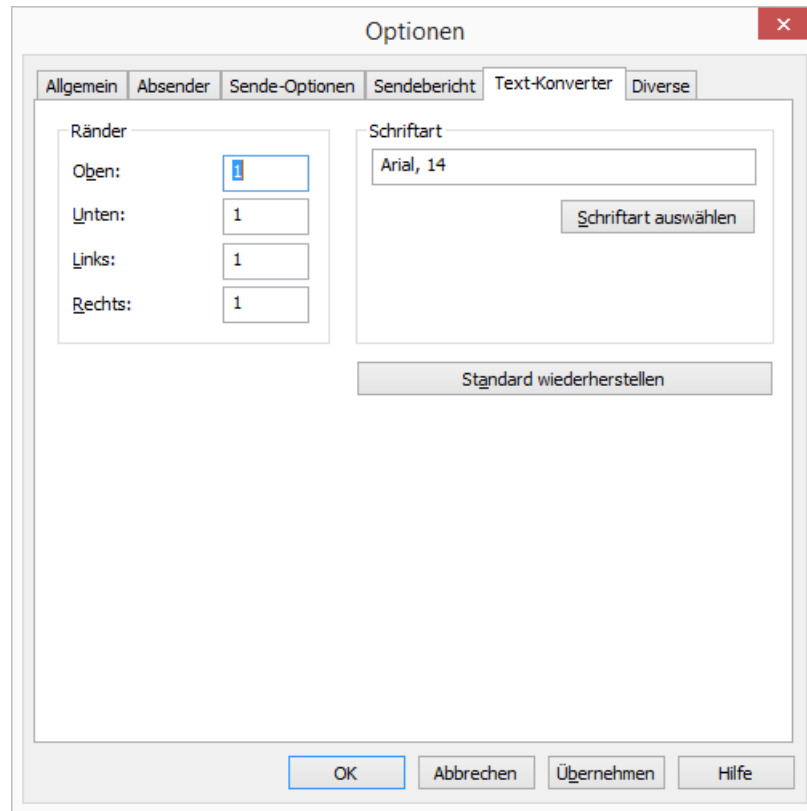 Optionen
Allgemein Absender Sende-Optionen Sendebericht Text-Konverter Diverse
Ränder
Oben: 1
Unten: 1
Links: 1
Rechts: 1
Schriftart
Arial, 14
Schriftart auswählen
Standard wiederherstellen
OK Abbrechen Übernehmen Hilfe